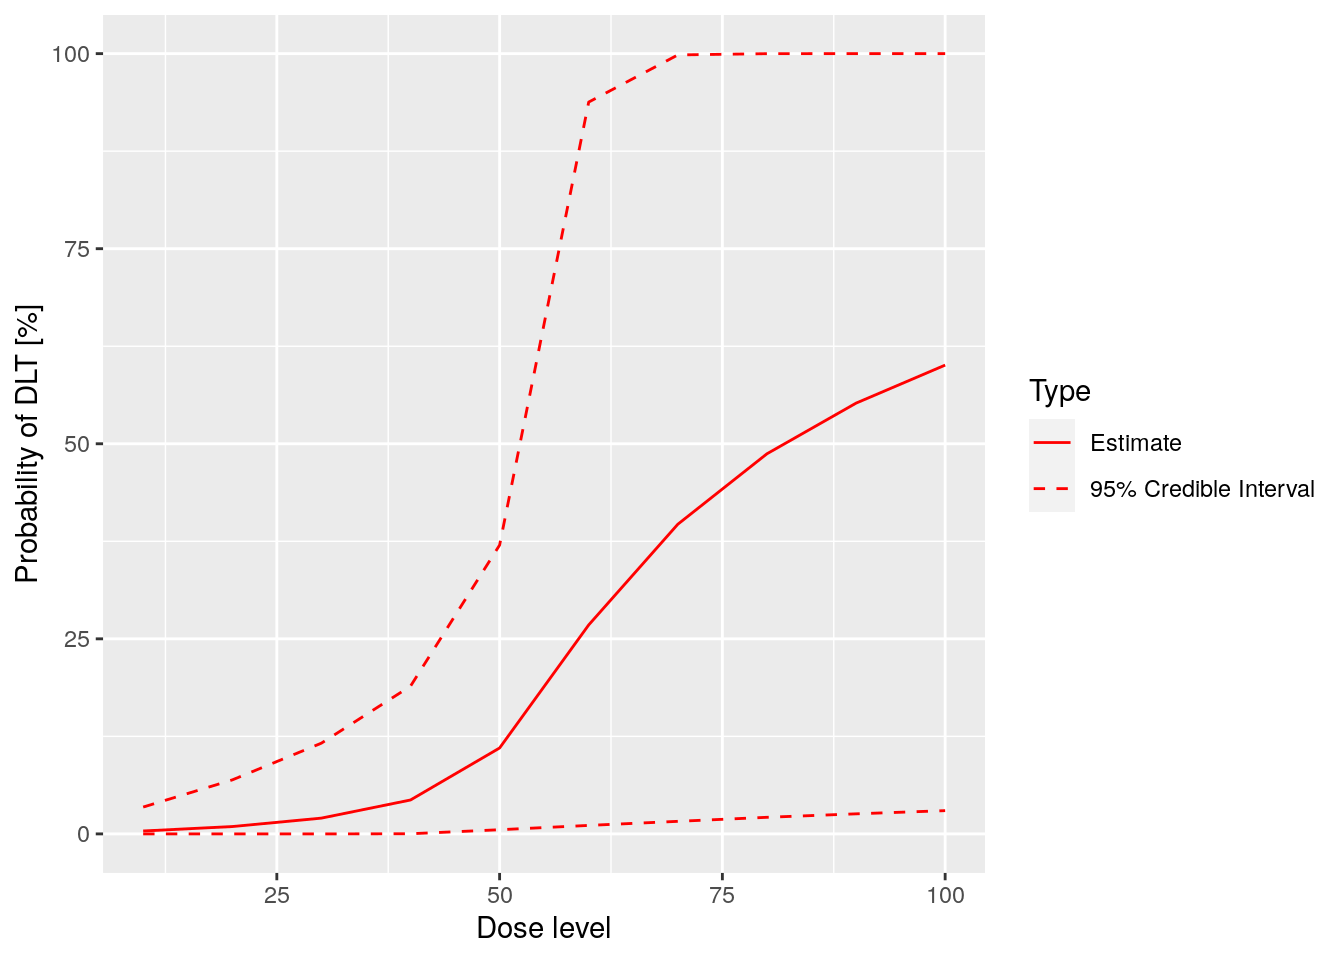 100
75
50
25
0
Probability of DLT [%]
25
50
75
100
Dose level
Type
Estimate
95% Credible Interval